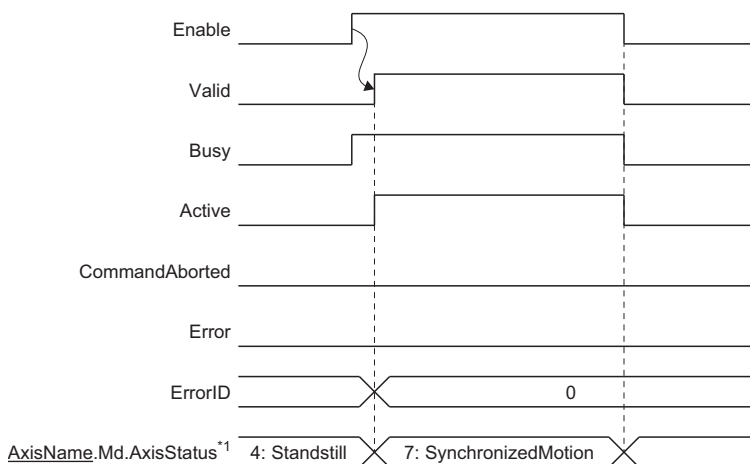 Enable
Valid
Busy
Active
CommandAborted
Error
ErrorID 0
AxisName.Md.AxisStatus*1 4: Standstill 7: SynchronizedMotion